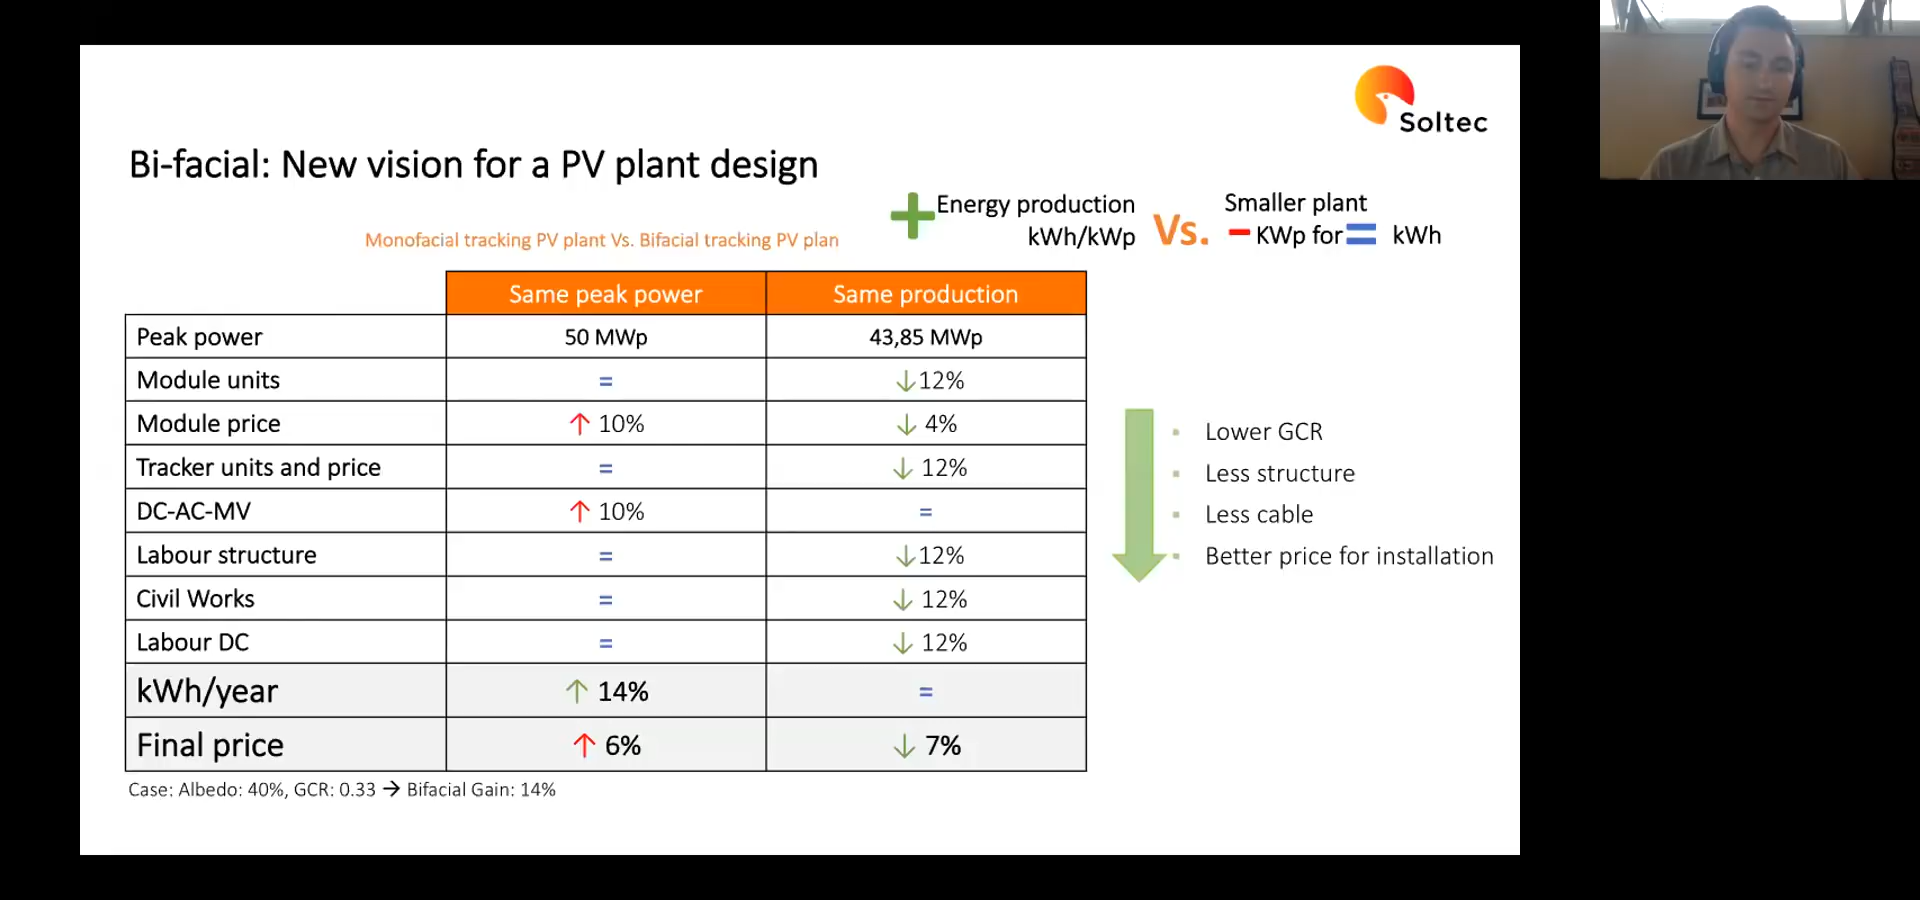 Soltec
Bi-facial: New vision for a PV plant design
Monofacial tracking PV plant Vs. Bifacial tracking PV plan
+ Energy production
kWh/kWp
Vs.
Smaller plant
- KWp for = kWh
Same peak power Same production
Peak power 50 MWp 43,85 MWp
Module units = ↓12%
Module price ↑ 10% ↓ 4%
Tracker units and price = ↓ 12%
DC-AC-MV ↑ 10% =
Labour structure = ↓12%
Civil Works = ↓ 12%
Labour DC = ↓ 12%
kWh/year ↑ 14% =
Final price ↑ 6% ↓ 7%
Case: Albedo: 40%, GCR: 0.33 → Bifacial Gain: 14%
▪ Lower GCR
▪ Less structure
▪ Less cable
▪ Better price for installation